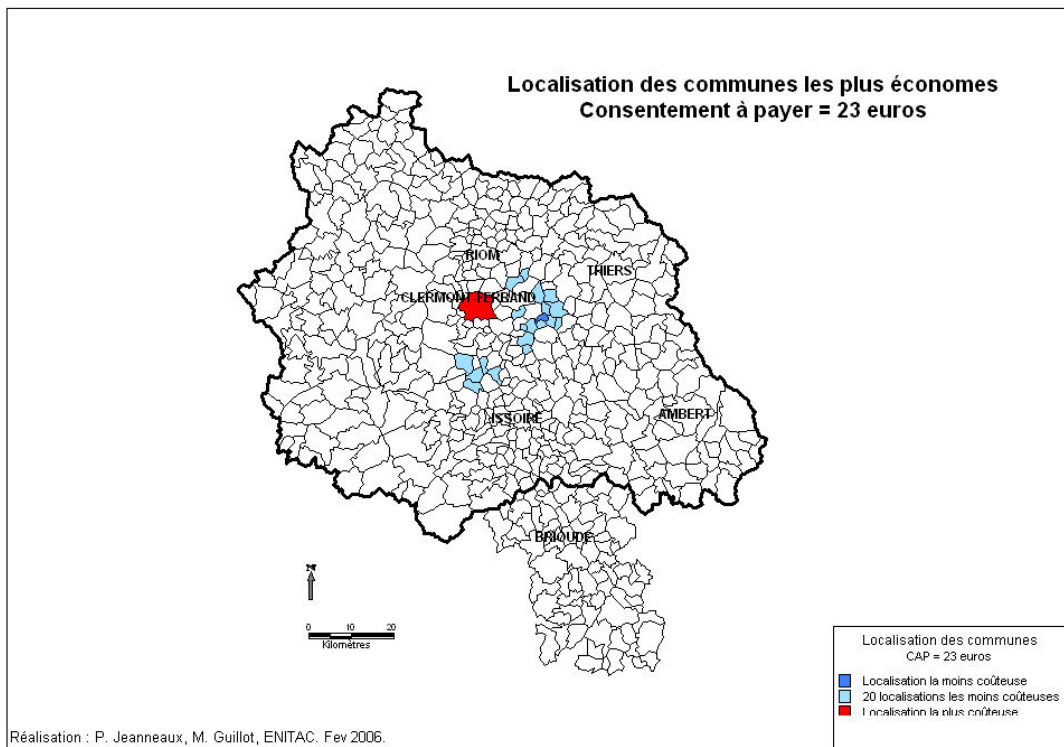 Localisation des communes les plus économes
Consentement à payer = 23 euros
RIOM
THIERS
CLERMONT-FERRAND
ISSOIRE
AMBERT
BRIOUDE
0 10 20
Kilomètres
Localisation des communes
CAP = 23 euros
Localisation la moins coûteuse
20 localisations les moins coûteuses
Localisation la plus coûteuse
Réalisation : P. Jeanneaux, M. Guillot, ENITAC. Fev 2006.